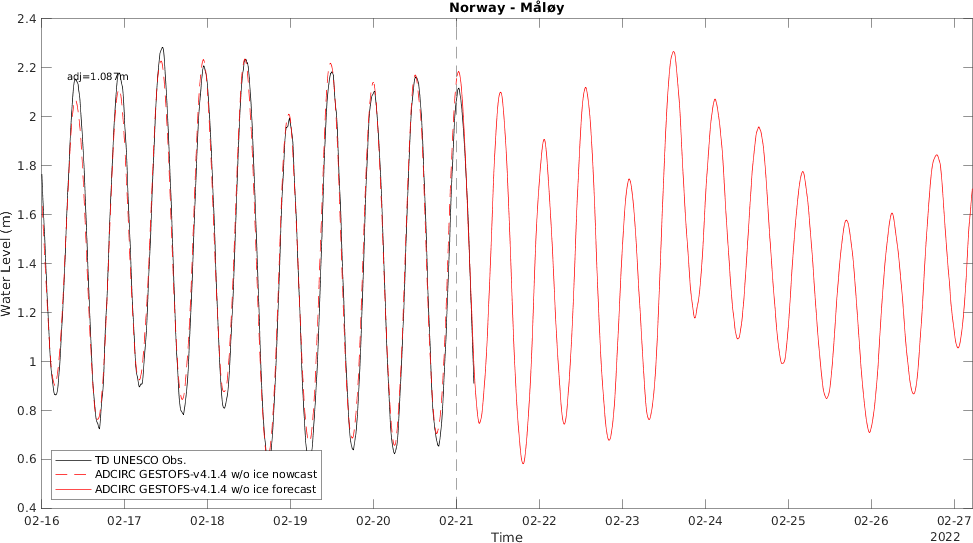 Norway - Måløy
2.4
2.2
2
1.8
1.6
1.4
1.2
1
0.8
0.6
0.4
Water Level (m)
adj=1.087m
TD UNESCO Obs.
ADCIRC GESTOFS-v4.1.4 w/o ice nowcast
ADCIRC GESTOFS-v4.1.4 w/o ice forecast
02-16 02-17 02-18 02-19 02-20 02-21 02-22 02-23 02-24 02-25 02-26 02-27
Time
2022